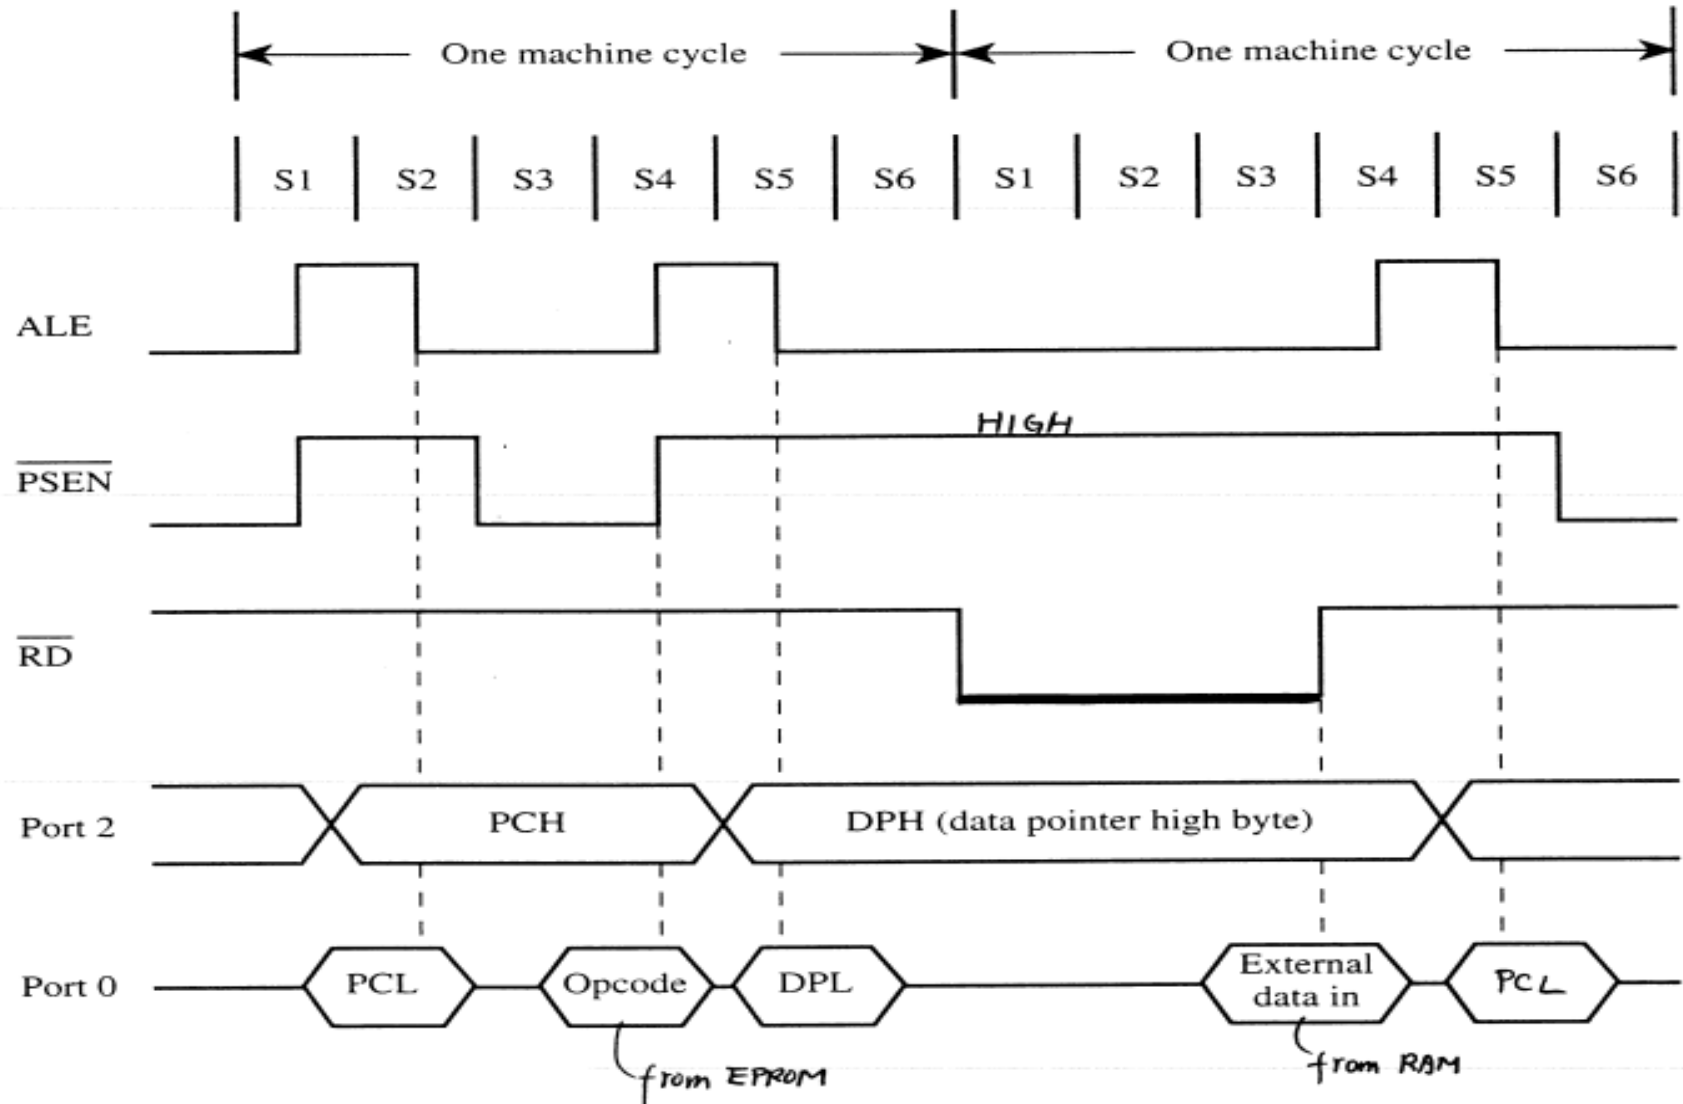 One machine cycle One machine cycle
S1 S2 S3 S4 S5 S6 S1 S2 S3 S4 S5 S6
ALE
HIGH
PSEN
RD
Port 2 PCH DPH (data pointer high byte)
Port 0 PCL Opcode DPL External data in PCL
from EPROM from RAM